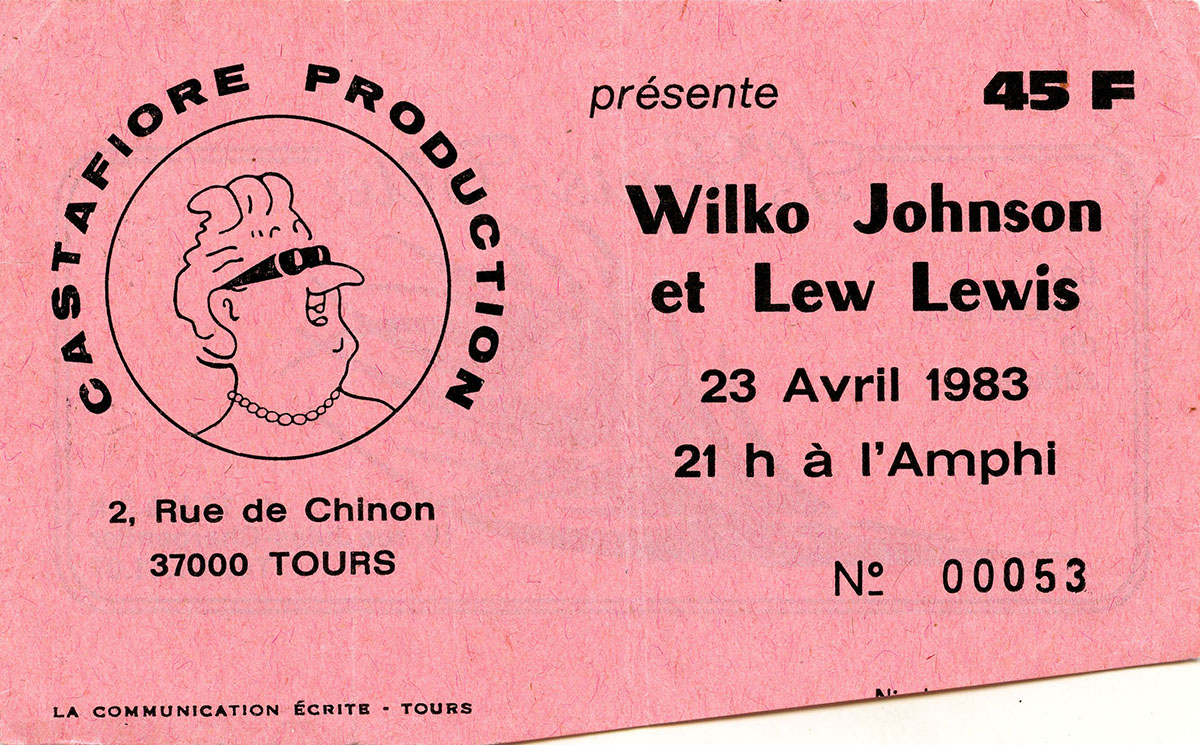 CASTAFIORE PRODUCTION
2, Rue de Chinon
37000 TOURS
LA COMMUNICATION ÉCRITE - TOURS
présente
45 F
Wilko Johnson
et Lew Lewis
23 Avril 1983
21 h à l'Amphi
Nº 00053